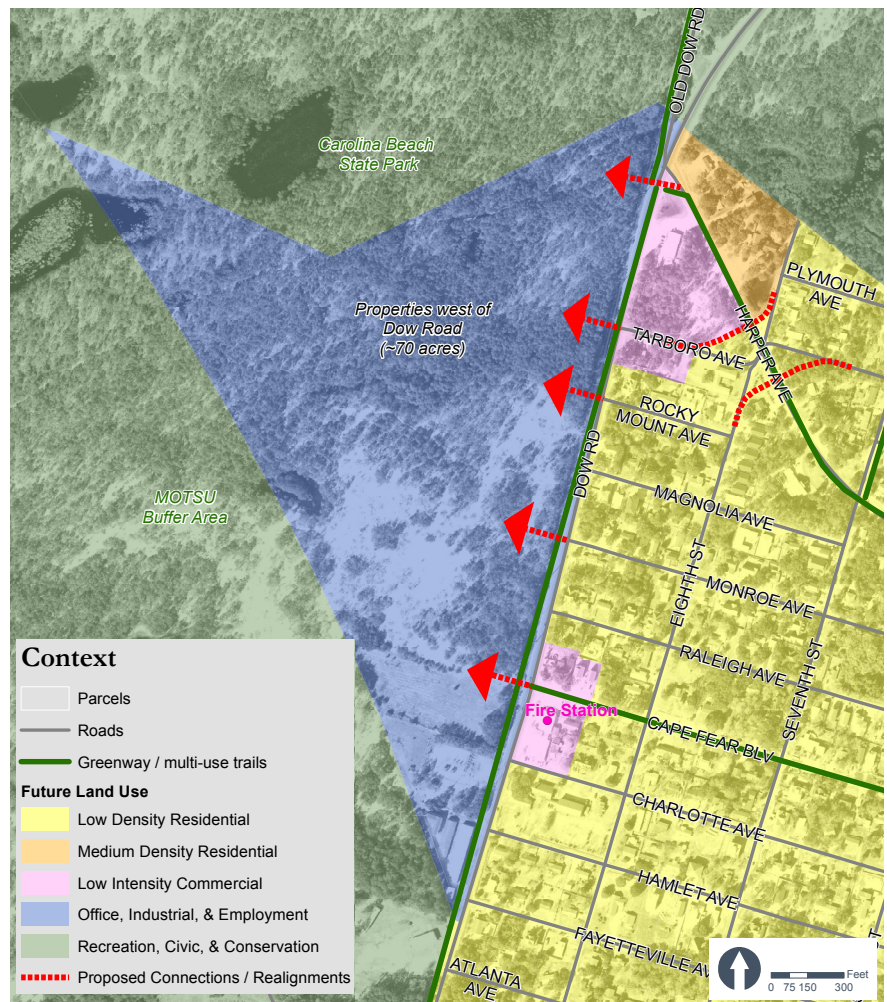 OLD DOW RD
Carolina Beach
State Park
PLYMOUTH
AVE
Properties west of
Dow Road
(~70 acres)
HARPER AVE
TARBORO AVE
ROCKY
MOUNT AVE
DOW RD
MAGNOLIA AVE
MOTSU
Buffer Area
EIGHTH ST
MONROE AVE
SEVENTH ST
RALEIGH AVE
Fire Station
CAPE FEAR BLV
CHARLOTTE AVE
HAMLET AVE
FAYETTEVILLE AV
ST
ATLANTA
AVE
Context
Parcels
Roads
Greenway / multi-use trails
Future Land Use
Low Density Residential
Medium Density Residential
Low Intensity Commercial
Office, Industrial, & Employment
Recreation, Civic, & Conservation
Proposed Connections / Realignments
Feet
0 75 150 300